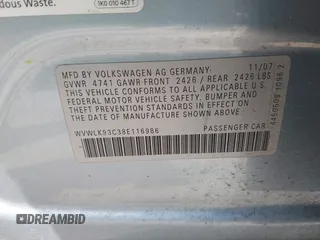 dous Waste.
1K0 010 467 T
MFD BY VOLKSWAGEN AG GERMANY: 11/07
GVWR 4741 GAWR-FRONT 2426 / REAR 2426 LBS
THIS VEHICLE CONFORMS TO ALL APPLICABLE U.S.
FEDERAL MOTOR VEHICLE SAFETY, BUMPER AND
THEFT PREVENTION STANDARDS IN EFFECT ON
THE DATE OF MANUFACTURE SHOWN ABOVE.
WVWLK93C38E116986 PASSENGER CAR
DREAMBID